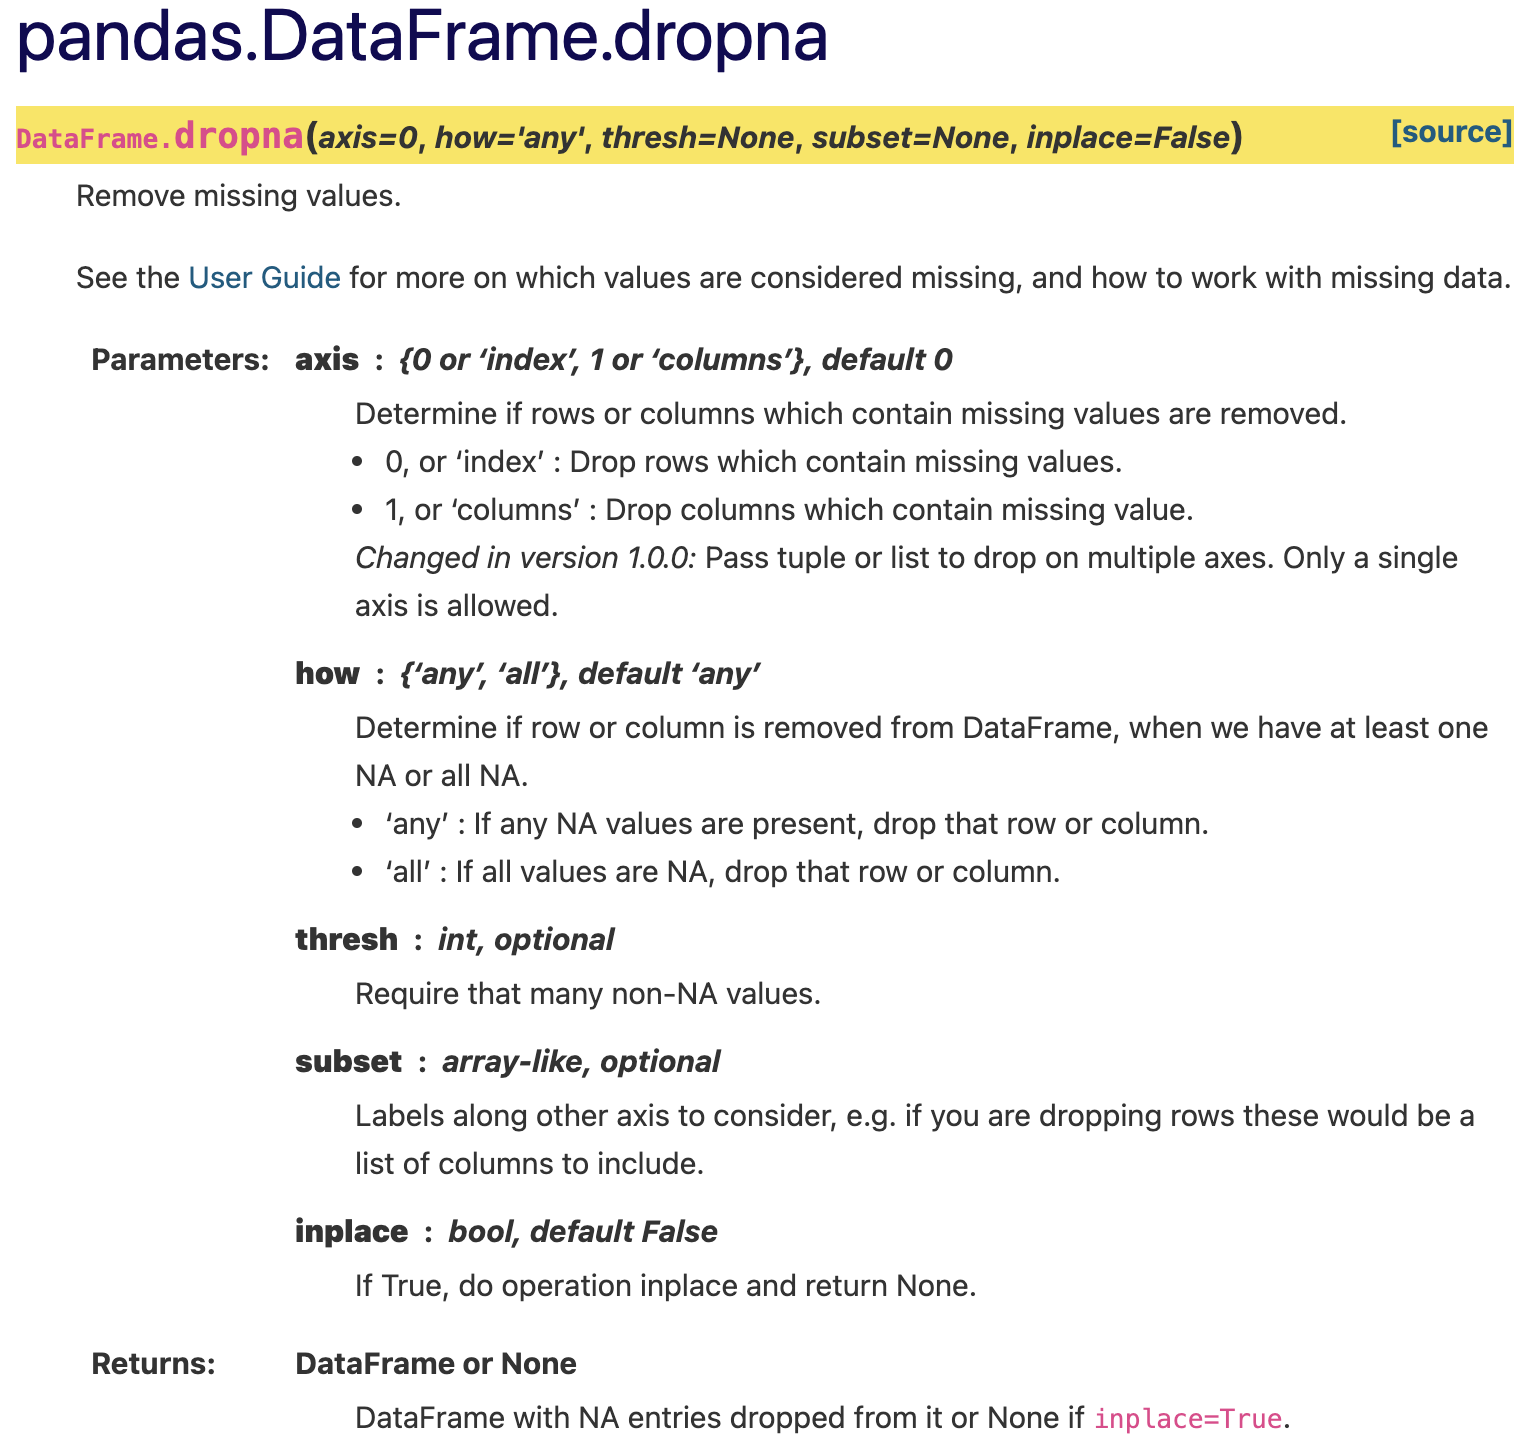 pandas.DataFrame.dropna
DataFrame.dropna(axis=0, how='any', thresh=None, subset=None, inplace=False) [source]
Remove missing values.
See the User Guide for more on which values are considered missing, and how to work with missing data.
Parameters: axis : {0 or ‘index’, 1 or ‘columns’}, default 0
Determine if rows or columns which contain missing values are removed.
• 0, or ‘index’ : Drop rows which contain missing values.
• 1, or ‘columns’ : Drop columns which contain missing value.
Changed in version 1.0.0: Pass tuple or list to drop on multiple axes. Only a single
axis is allowed.
how : {‘any’, ‘all’}, default ‘any’
Determine if row or column is removed from DataFrame, when we have at least one
NA or all NA.
• ‘any’ : If any NA values are present, drop that row or column.
• ‘all’ : If all values are NA, drop that row or column.
thresh : int, optional
Require that many non-NA values.
subset : array-like, optional
Labels along other axis to consider, e.g. if you are dropping rows these would be a
list of columns to include.
inplace : bool, default False
If True, do operation inplace and return None.
Returns: DataFrame or None
DataFrame with NA entries dropped from it or None if inplace=True.